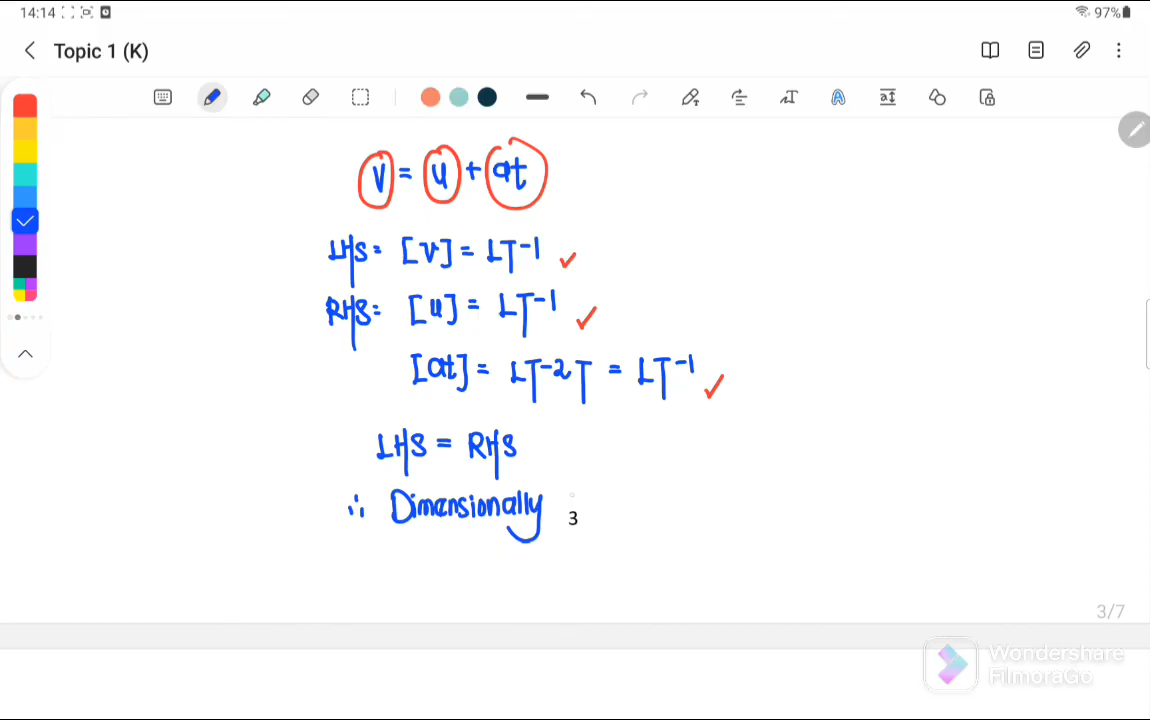 14:14 97%
Topic 1 (K)
V = u + at
LHS = [v] = LT⁻¹ ✓
RHS = [u] = LT⁻¹ ✓
[at] = LT⁻²T = LT⁻¹ ✓
LHS = RHS
∴ Dimensionally 3
3/7
Wondershare
FilmoraGo